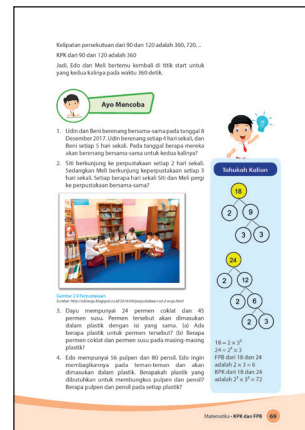 Kelipatan persekutuan dari 90 dan 120 adalah 360, 720, ..
KPK dari 90 dan 120 adalah 360
Jadi, Edo dan Meli bertemu kembali di titik start untuk
yang kedua kalinya pada waktu 360 detik.
Ayo Mencoba
1. Udin dan Beni berenang bersama-sama pada tanggal 8
Desember 2017. Udin berenang setiap 4 hari sekali, dan
Beni setiap 5 hari sekali. Pada tanggal berapa mereka
akan berenang bersama-sama untuk kedua kalinya?
2. Siti berkunjung ke perpustakaan setiap 2 hari sekali.
Sedangkan Meli berkunjung keperpustakaan setiap 3
hari sekali. Setiap berapa hari sekali Siti dan Meli pergi
ke perpustakaan bersama-sama?
Gambar 2.9 Perpustakaan
3. Dayu mempunyai 24 permen coklat dan 45
permen susu. Permen tersebut akan dimasukan
dalam plastik dengan isi yang sama. (a) Ada
berapa plastik untuk permen tersebut? (b) Berapa
permen coklat dan permen susu pada masing-masing
plastik?
4. Edo mempunyai 56 pulpen dan 80 pensil. Edo ingin
membagikannya pada teman-teman dan akan
dimasukan dalam plastik. Berapakah plastik yang
dibutuhkan untuk membungkus pulpen dan pensil?
Berapa pulpen dan pensil pada setiap plastik?
Tahukah Kalian
18
2 9
3 3
24
2 12
2 6
2 3
18 = 2 × 3²
24 = 2³ × 3
FPB dari 18 dan 24
adalah 2 × 3 = 6
KPK dari 18 dan 24
adalah 2³ × 3² = 72
Matematika • KPK dan FPB 69